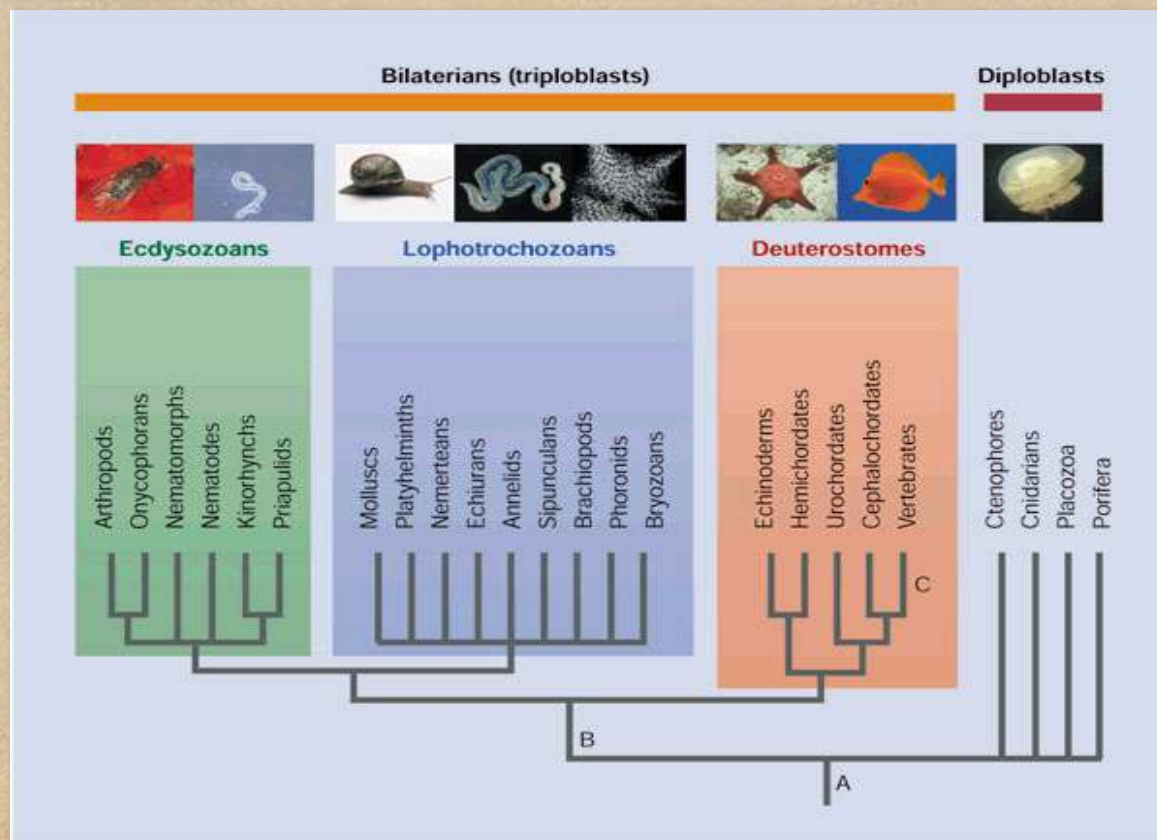 Bilaterians (triploblasts)
Diploblasts
Ecdysozoans
Lophotrochozoans
Deuterostomes
Arthropods
Onycophorans
Nematomorphs
Nematodes
Kinorhynchs
Priapulids
Molluscs
Platyhelminths
Nemerteans
Echiurans
Annelids
Sipunculans
Brachiopods
Phoronids
Bryozoans
Echinoderms
Hemichordates
Urochordates
Cephalochordates
Vertebrates
Ctenophores
Cnidarians
Placozoa
Porifera
C
B
A